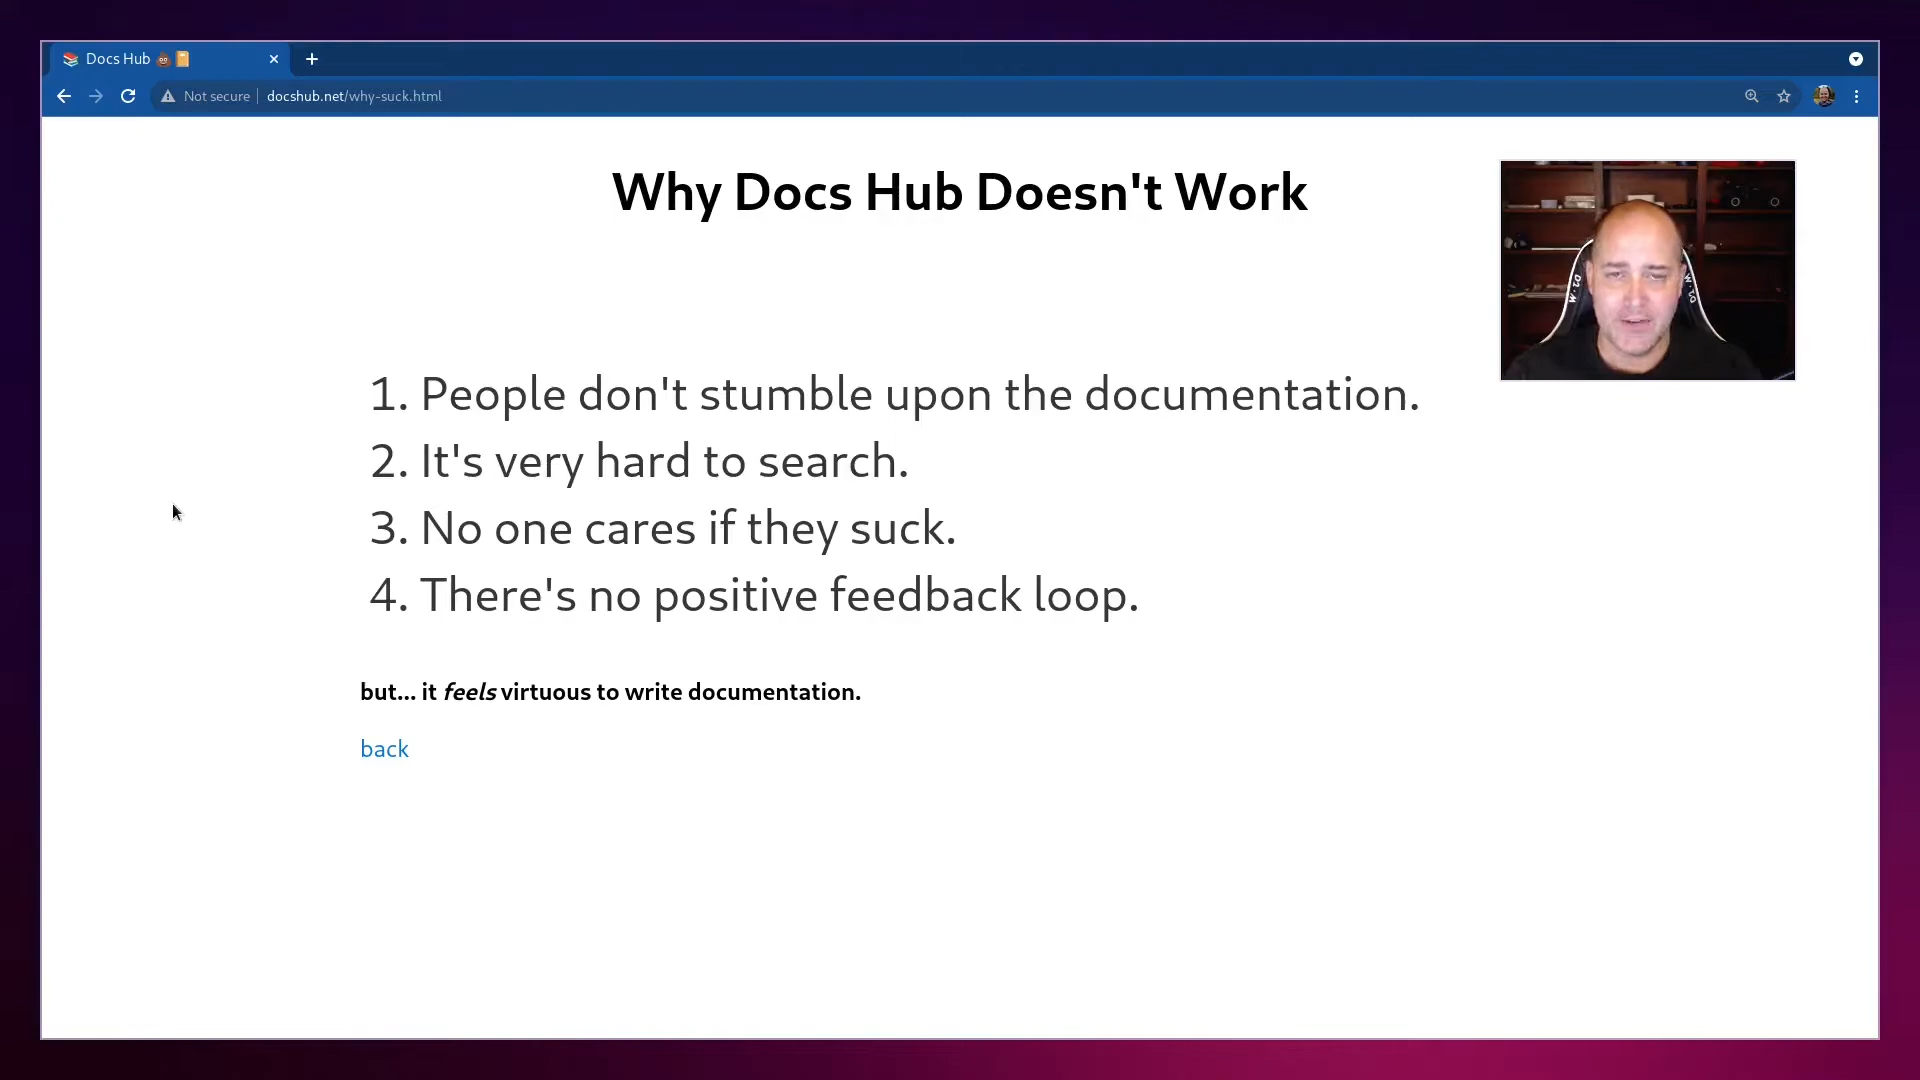 Docs Hub 💩📔
Not secure | docshub.net/why-suck.html
Why Docs Hub Doesn't Work
1. People don't stumble upon the documentation.
2. It's very hard to search.
3. No one cares if they suck.
4. There's no positive feedback loop.
but... it feels virtuous to write documentation.
back